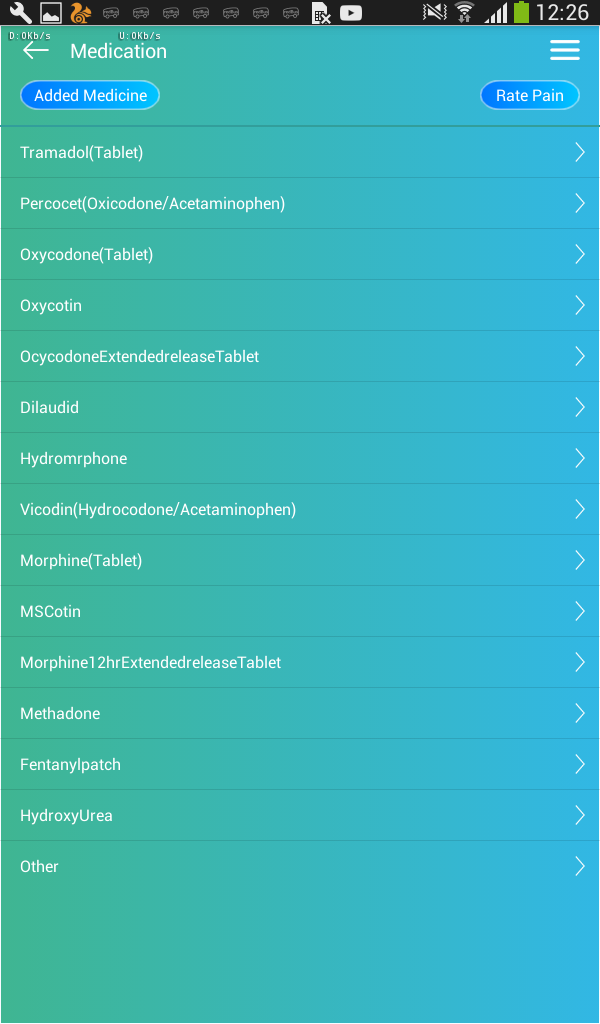 12:26
D:0Kb/s U:0Kb/s
Medication
Added Medicine Rate Pain
Tramadol(Tablet)
Percocet(Oxicodone/Acetaminophen)
Oxycodone(Tablet)
Oxycotin
OcycodoneExtendedreleaseTablet
Dilaudid
Hydromrphone
Vicodin(Hydrocodone/Acetaminophen)
Morphine(Tablet)
MSCotin
Morphine12hrExtendedreleaseTablet
Methadone
Fentanylpatch
HydroxyUrea
Other